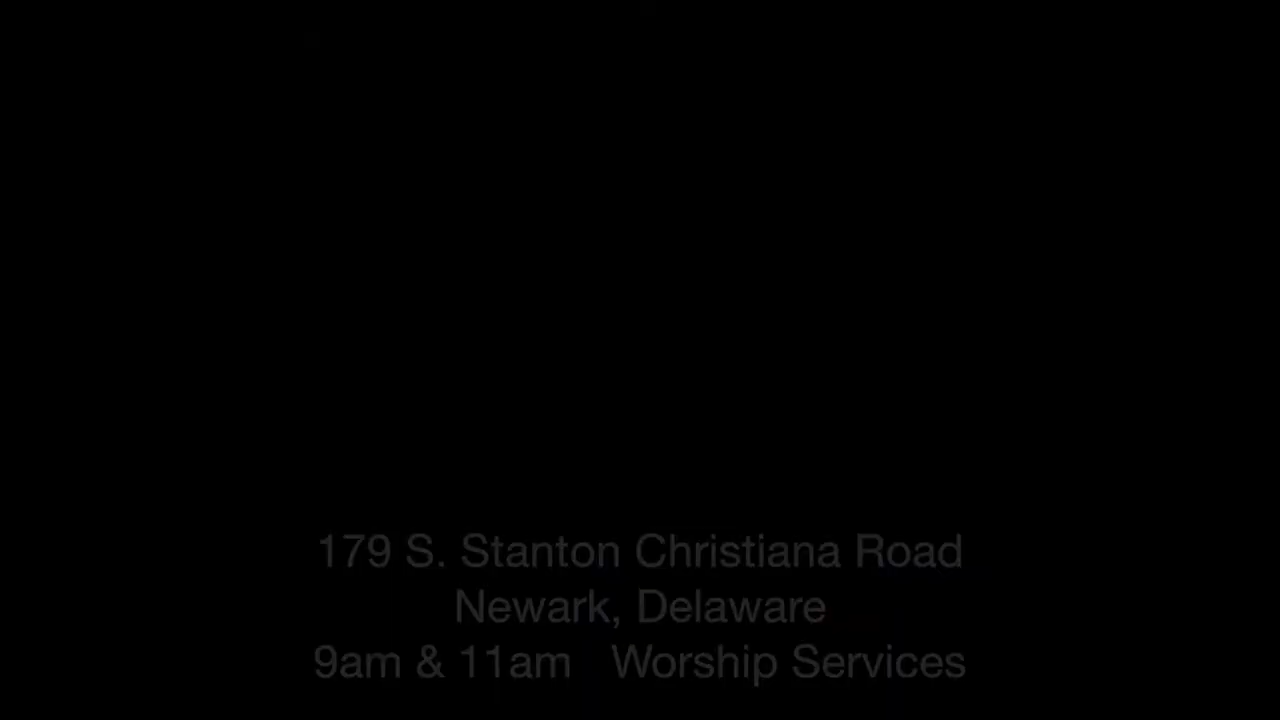 179 S. Stanton Christiana Road
Newark, Delaware
9am & 11am Worship Services